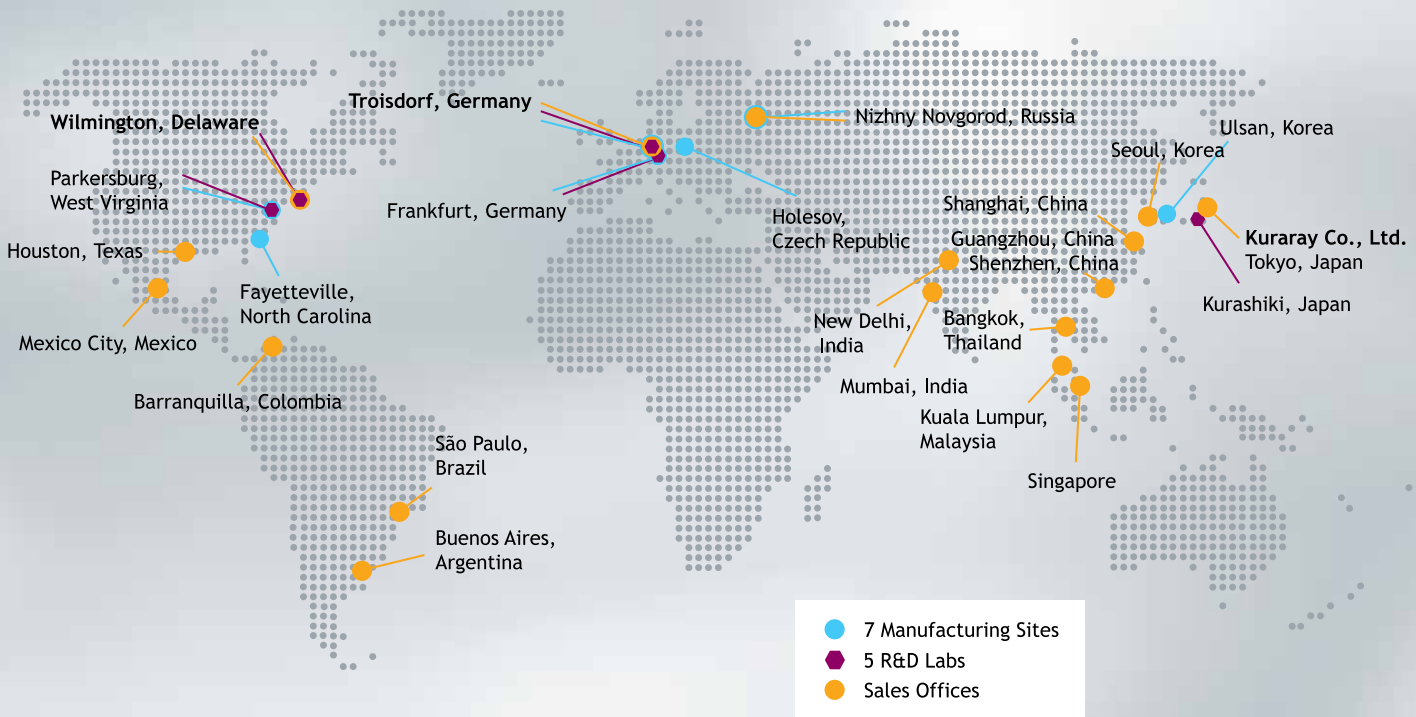 Troisdorf, Germany
Wilmington, Delaware
Nizhny Novgorod, Russia
Ulsan, Korea
Seoul, Korea
Parkersburg,
West Virginia
Frankfurt, Germany
Holesov,
Czech Republic
Shanghai, China
Guangzhou, China
Shenzhen, China
Kuraray Co., Ltd.
Tokyo, Japan
Houston, Texas
Fayetteville,
North Carolina
Kurashiki, Japan
New Delhi,
India
Bangkok,
Thailand
Mexico City, Mexico
Mumbai, India
Barranquilla, Colombia
Kuala Lumpur,
Malaysia
São Paulo,
Brazil
Singapore
Buenos Aires,
Argentina
7 Manufacturing Sites
5 R&D Labs
Sales Offices